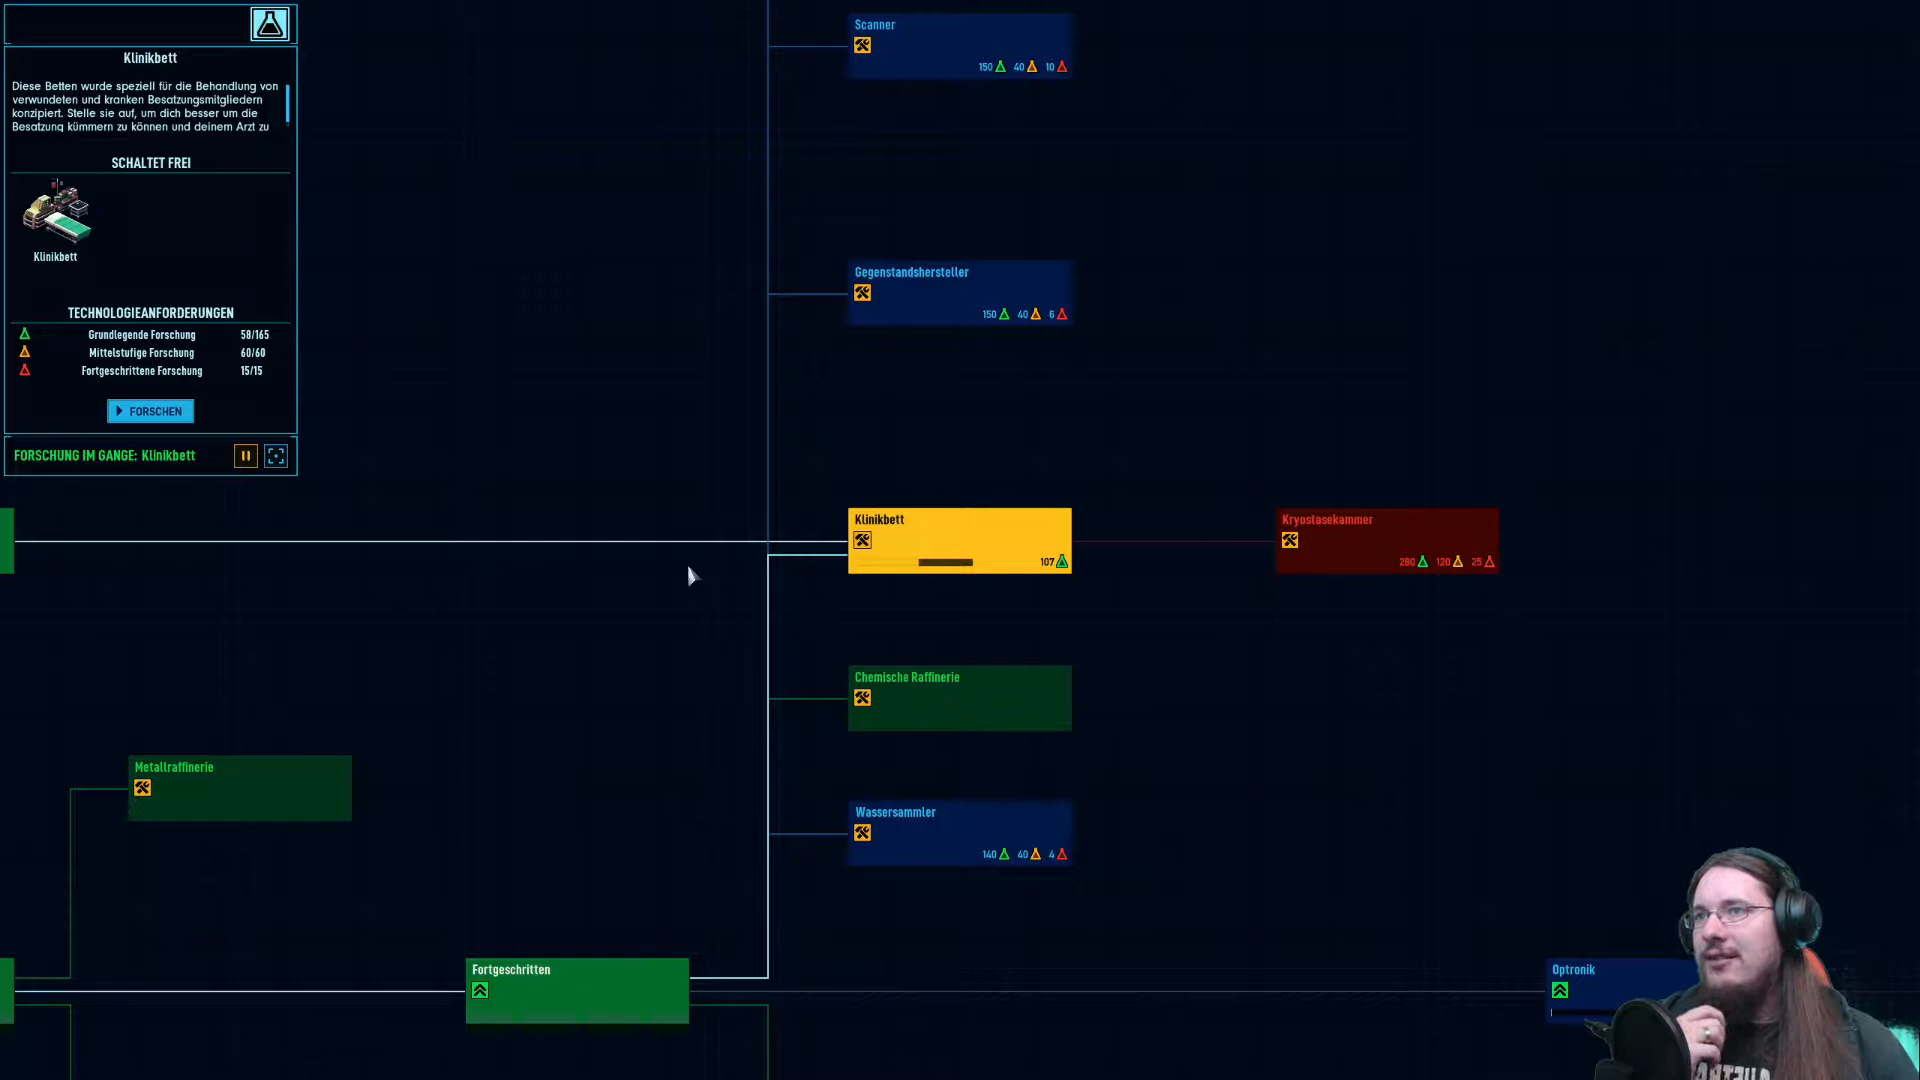 Klinikbett
Diese Betten wurde speziell für die Behandlung von
verwundeten und kranken Besatzungsmitgliedern
konzipiert. Stelle sie auf, um dich besser um die
Besatzung kümmern zu können und deinem Arzt zu
SCHALTET FREI
Klinikbett
TECHNOLOGIEANFORDERUNGEN
Grundlegende Forschung 58/165
Mittelstufige Forschung 60/60
Fortgeschrittene Forschung 15/15
FORSCHEN
FORSCHUNG IM GANGE: Klinikbett
Scanner
150 40 10
Gegenstandshersteller
150 40 6
Klinikbett
107
Kryostasekammer
280 120 25
Chemische Raffinerie
Metallraffinerie
Wassersammler
140 40 4
Fortgeschritten
Optronik